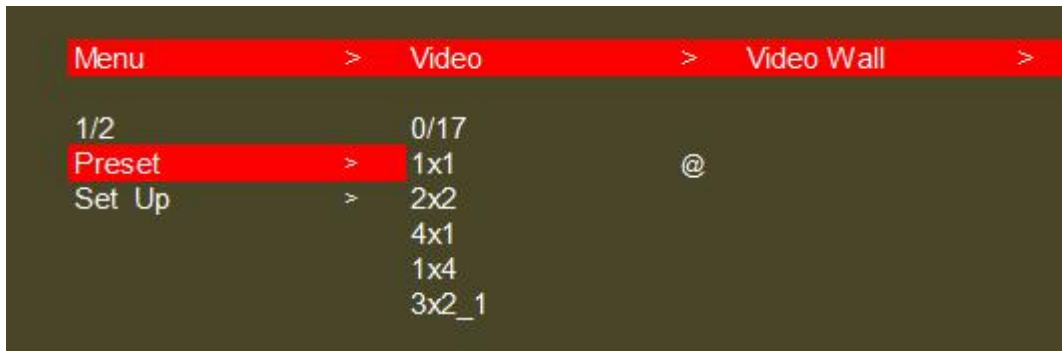 Menu > Video > Video Wall >
1/2 0/17
Preset > 1x1 @
Set Up > 2x2
4x1
1x4
3x2_1